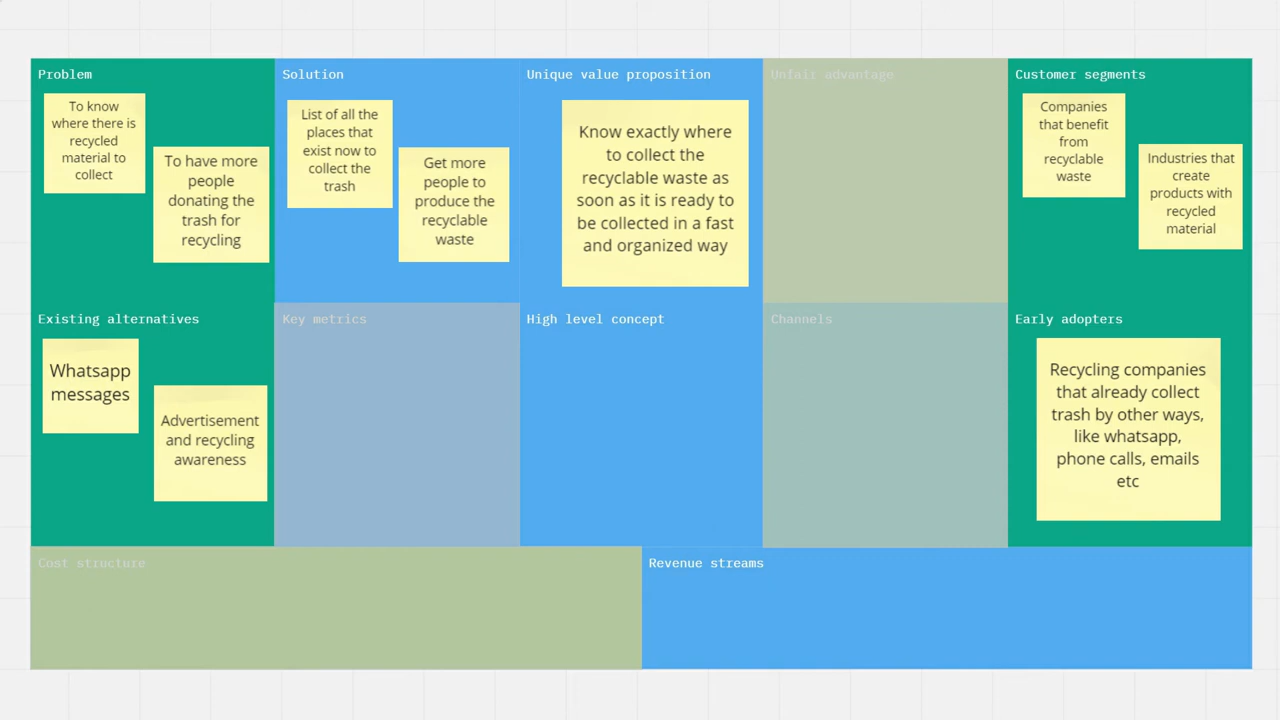 Problem
To know
where there is
recycled
material to
collect
To have more
people
donating the
trash for
recycling
Solution
List of all the
places that
exist now to
collect the
trash
Get more
people to
produce the
recyclable
waste
Unique value proposition
Know exactly where
to collect the
recyclable waste as
soon as it is ready to
be collected in a fast
and organized way
Unfair advantage
Customer segments
Companies
that benefit
from
recyclable
waste
Industries that
create
products with
recycled
material
Existing alternatives
Whatsapp
messages
Advertisement
and recycling
awareness
Key metrics
High level concept
Channels
Early adopters
Recycling companies
that already collect
trash by other ways,
like whatsapp,
phone calls, emails
etc
Cost structure
Revenue streams